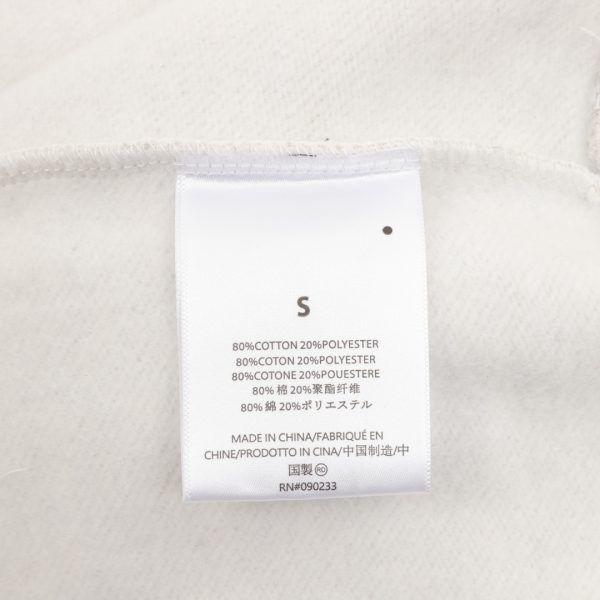 S
80%COTTON 20%POLYESTER
80%COTON 20%POLYESTER
80%COTONE 20%POUESTERE
80% 棉 20%聚酯纤维
80% 綿 20%ポリエステル
MADE IN CHINA/FABRIQUÉ EN
CHINE/PRODOTTO IN CINA/中国制造/中
国製
RN#090233